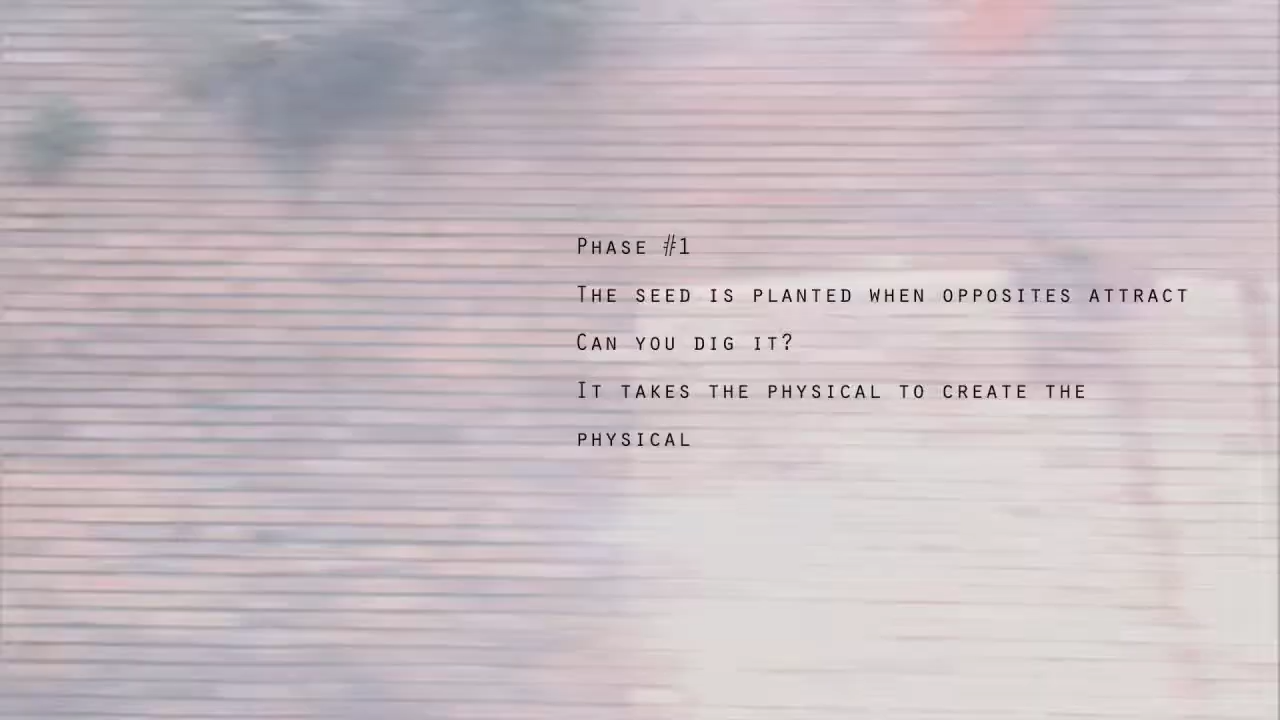 Phase #1
The seed is planted when opposites attract
Can you dig it?
It takes the physical to create the
physical